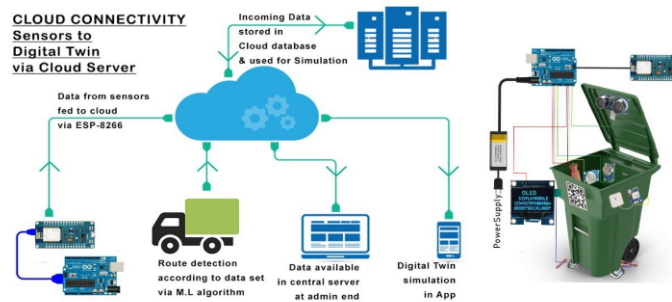 CLOUD CONNECTIVITY
Sensors to
Digital Twin
via Cloud Server
Incoming Data
stored in
Cloud database
& used for Simulation
Data from sensors
fed to cloud
via ESP-8266
Route detection
according to data set
via M.L algorithm
Data available
in central server
at admin end
Digital Twin
simulation
in App
PowerSupply
OLED